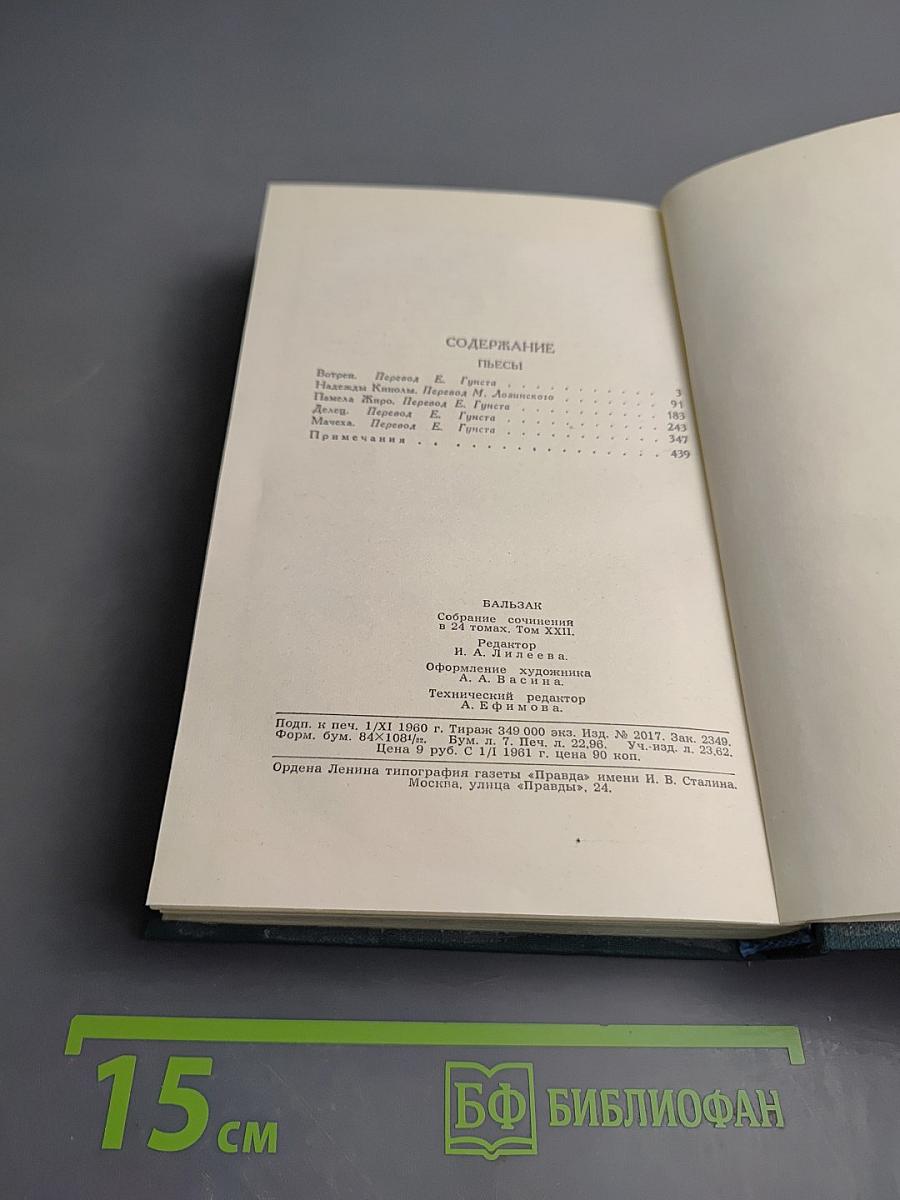 СОДЕРЖАНИЕ
ПЬЕСЫ
Вотрен. Перевод Е. Гунста . . . . . . . . . . 3
Надежды Кинолы. Перевод М. Лозинского . . . . . . 91
Памела Жиро. Перевод Е. Гунста . . . . . . . . . 183
Делец. Перевод Е. Гунста . . . . . . . . . . 243
Мачеха. Перевод Е. Гунста . . . . . . . . . . 347
Примечания . . . . . . . . . . . . . . 439
БАЛЬЗАК
Собрание сочинений
в 24 томах. Том XXII.
Редактор
И. А. Лилеева.
Оформление художника
А. А. Васина.
Технический редактор
А. Ефимова.
Подп. к печ. 1/XI 1960 г. Тираж 349 000 экз. Изд. № 2017. Зак. 2349.
Форм. бум. 84×108¹/₂₂. Бум. л. 7. Печ. л. 22,96. Уч.-изд. л. 23,62.
Цена 9 руб. С 1/I 1961 г. цена 90 коп.
Ордена Ленина типография газеты «Правда» имени И. В. Сталина.
Москва, улица «Правды», 24.
15 см
БФ БИБЛИОФАН